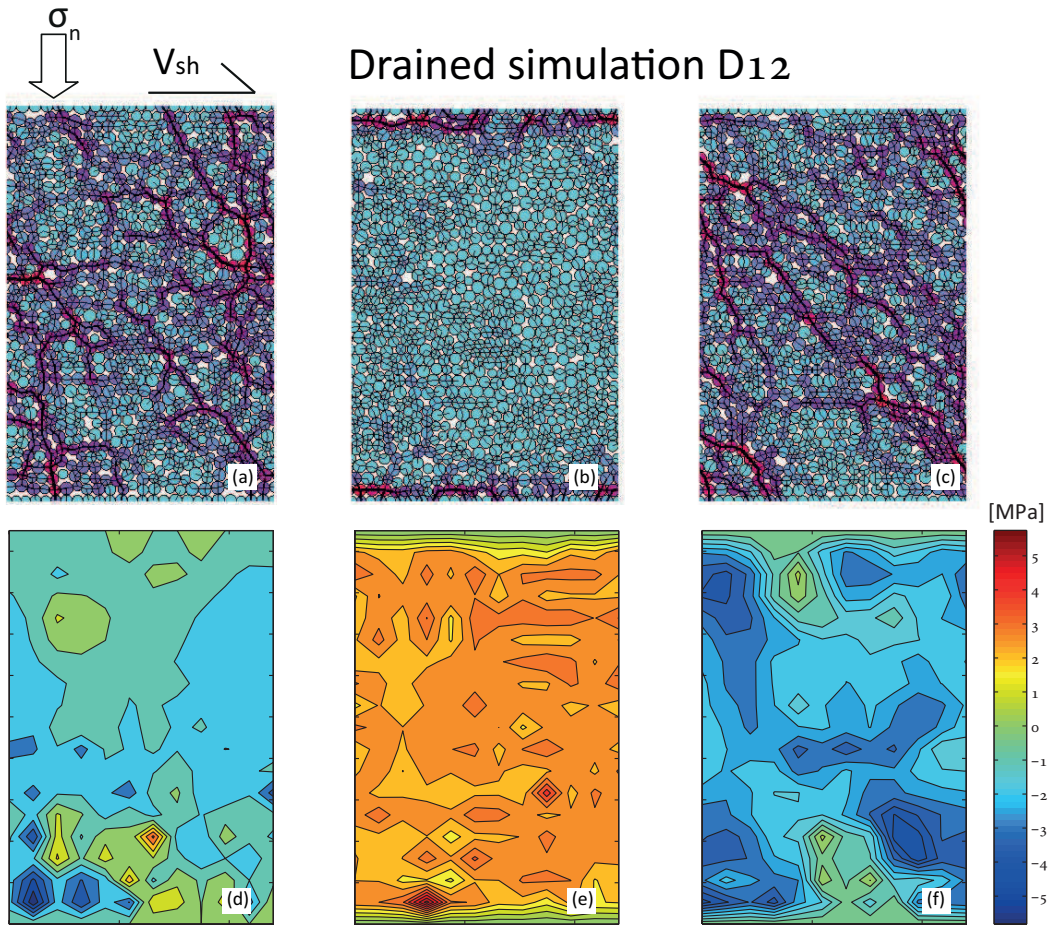 σn
Vsh
Drained simulation D12
(a)
(b)
(c)
[MPa]
5
4
3
2
1
0
−1
−2
−3
−4
−5
(d)
(e)
(f)